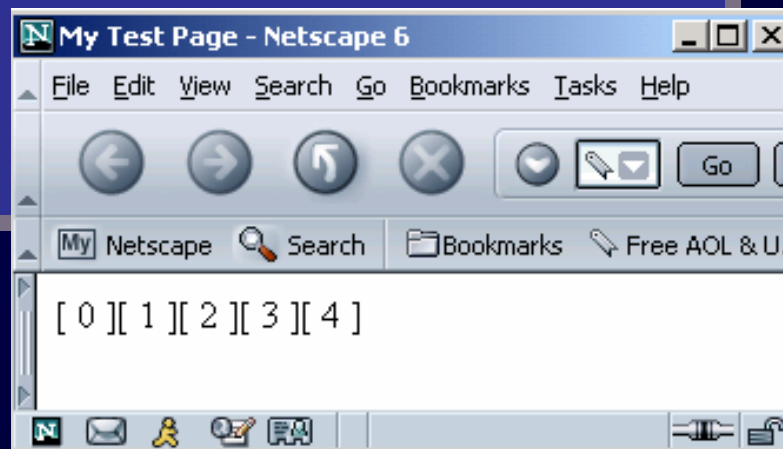 N My Test Page - Netscape 6
File Edit View Search Go Bookmarks Tasks Help
Go
My Netscape Search Bookmarks Free AOL & U
[ 0 ][ 1 ][ 2 ][ 3 ][ 4 ]
N